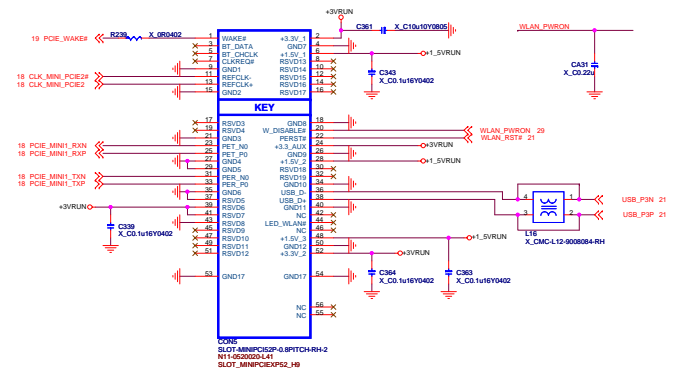 +3VRUN
C361 X_C10u10Y0805
WLAN_PWRON
19 PCIE_WAKE# R239 X_0R0402
1 WAKE# +3.3V_1 2
3 BT_DATA GND7 4
5 BT_CHCLK +1.5V_1 6 +1_5VRUN
7 CLKREQ# RSVD13 8
9 GND1 RSVD14 10
18 CLK_MINI_PCIE2# 11 REFCLK- RSVD15 12
18 CLK_MINI_PCIE2 13 REFCLK+ RSVD16 14
15 GND2 RSVD17 16
C343
X_C0.1u16Y0402
CA31
X_C0.22u
KEY
17 RSVD3 GND8 18
19 RSVD4 W_DISABLE# 20 WLAN_PWRON 29
21 GND3 PERST# 22 WLAN_RST# 21
18 PCIE_MINI1_RXN 23 PET_N0 +3.3_AUX 24 +3VRUN
18 PCIE_MINI1_RXP 25 PET_P0 GND9 26
27 GND4 +1.5V_2 28 +1_5VRUN
29 GND5 RSVD18 30
18 PCIE_MINI1_TXN 31 PER_N0 RSVD19 32
18 PCIE_MINI1_TXP 33 PER_P0 GND10 34
35 GND6 USB_D- 36 4 1 USB_P3N 21
37 RSVD5 USB_D+ 38 3 2 USB_P3P 21
+3VRUN 39 RSVD6 GND11 40
41 RSVD7 NC 42
43 RSVD8 LED_WLAN# 44
45 RSVD9 NC 46
47 RSVD10 +1.5V_3 48 +1_5VRUN
49 RSVD11 GND12 50
51 RSVD12 +3.3V_2 52 +3VRUN
C339
X_C0.1u16Y0402
L16
X_CMC-L12-9008084-RH
53 GND17 GND17 54
C364
X_C0.1u16Y0402
C363
X_C0.1u16Y0402
NC 56
NC 55
CON5
SLOT-MINIPCI52P-0.8PITCH-RH-2
N11-0520020-L41
SLOT_MINIPCIEXP52_H9